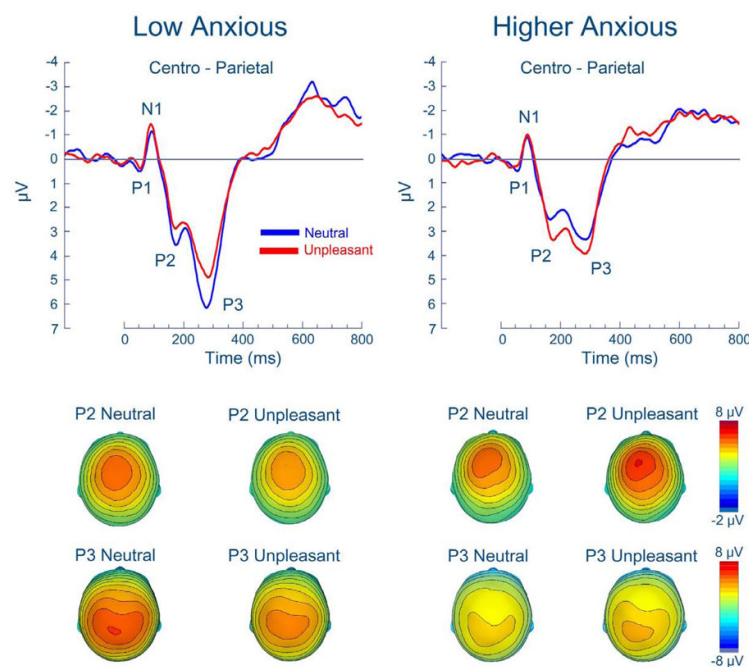 Low Anxious
Higher Anxious
Centro - Parietal
Centro - Parietal
-4
-3
-2
-1
0
1
2
3
4
5
6
7
µV
N1
P1
P2
P3
Neutral
Unpleasant
0 200 400 600 800
Time (ms)
-4
-3
-2
-1
0
1
2
3
4
5
6
7
µV
N1
P1
P2
P3
0 200 400 600 800
Time (ms)
P2 Neutral
P2 Unpleasant
P2 Neutral
P2 Unpleasant
8 µV
-2 µV
P3 Neutral
P3 Unpleasant
P3 Neutral
P3 Unpleasant
8 µV
-8 µV